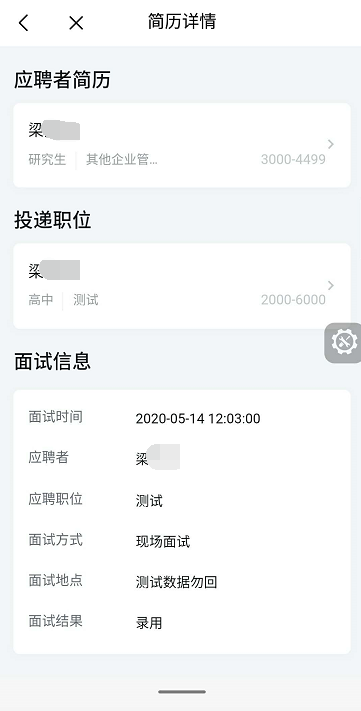 简历详情
应聘者简历
梁
研究生 其他企业管... 3000-4499
投递职位
梁
高中 测试 2000-6000
面试信息
面试时间 2020-05-14 12:03:00
应聘者 梁
应聘职位 测试
面试方式 现场面试
面试地点 测试数据勿回
面试结果 录用